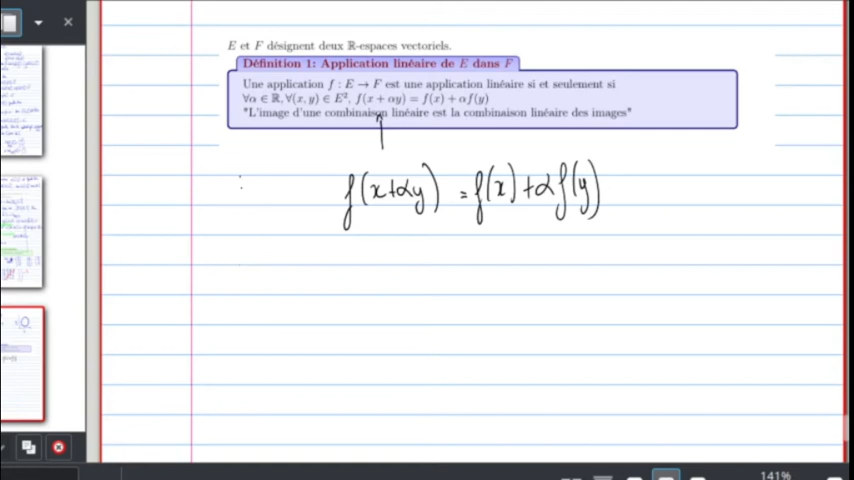 E et F désignent deux ℝ-espaces vectoriels.
Définition 1: Application linéaire de E dans F
Une application f : E → F est une application linéaire si et seulement si
∀α ∈ ℝ, ∀(x, y) ∈ E², f(x + αy) = f(x) + αf(y)
"L'image d'une combinaison linéaire est la combinaison linéaire des images"
f(x+αy) = f(x) + αf(y)
141%